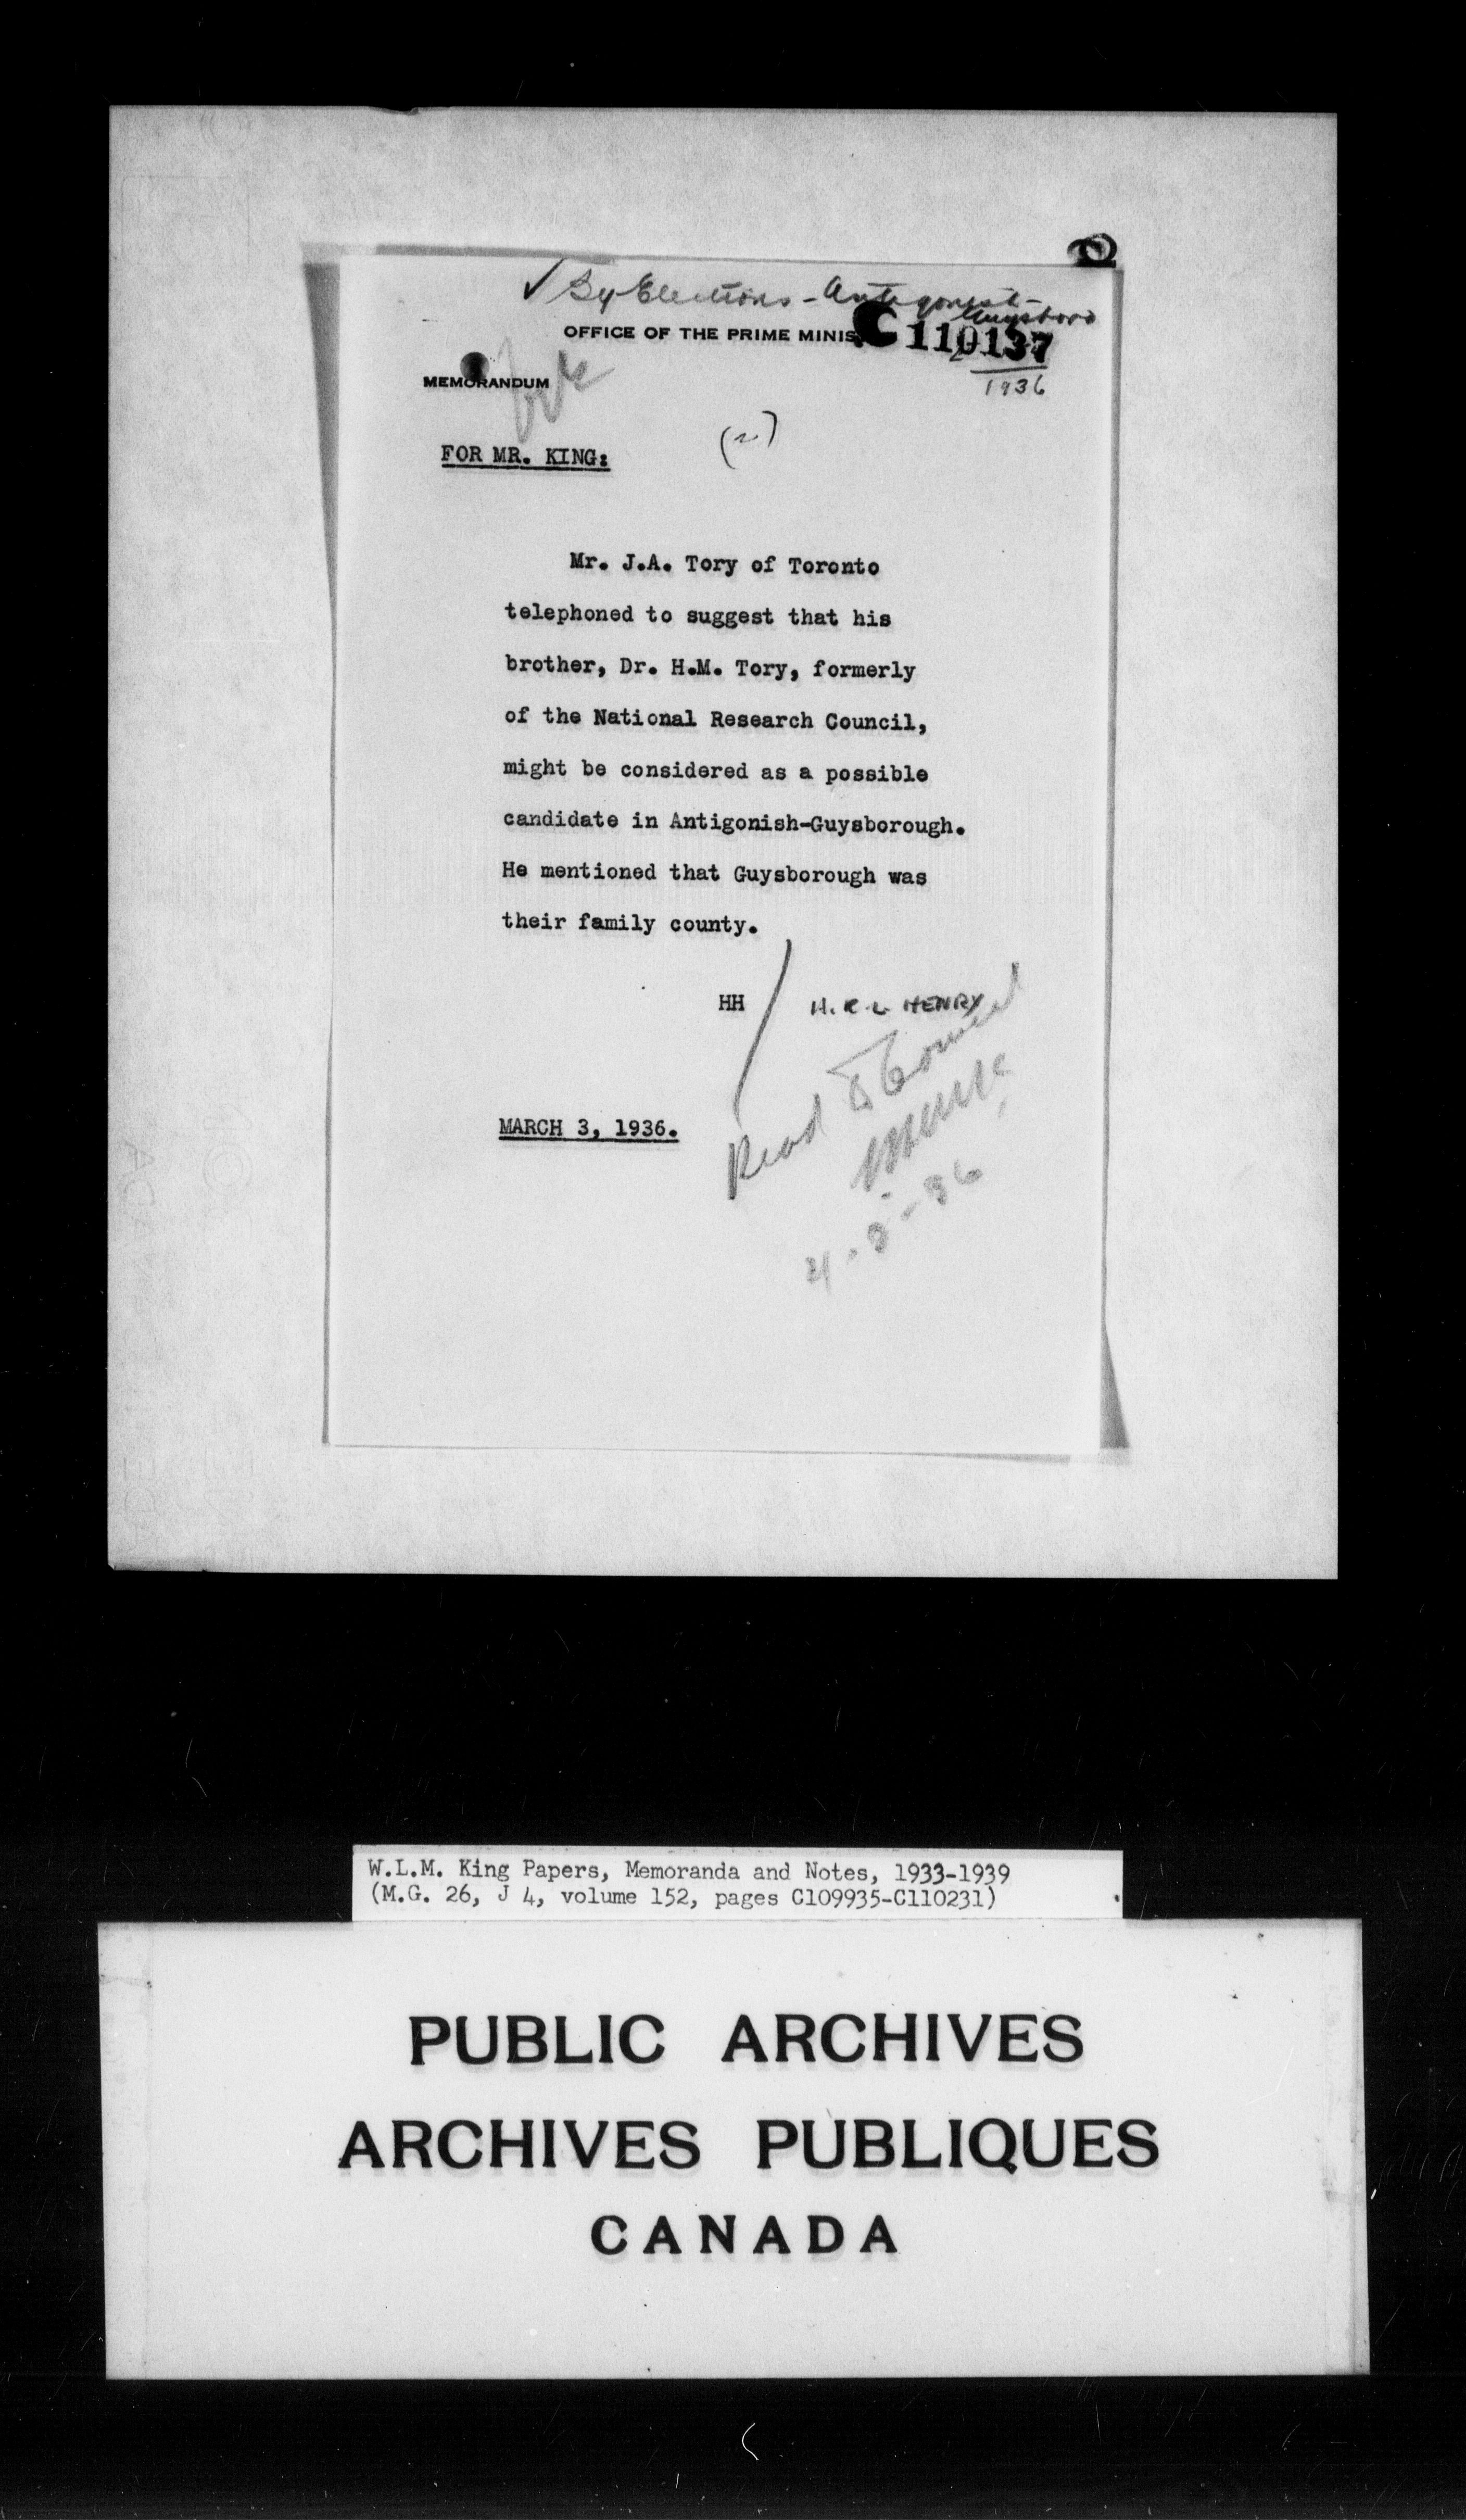 ✓ By-Elections - Antigonish-
Guysboro
OFFICE OF THE PRIME MINIS
C110137
1936
MEMORANDUM
FOR MR. KING:
Mr. J.A. Tory of Toronto
telephoned to suggest that his
brother, Dr. H.M. Tory, formerly
of the National Research Council,
might be considered as a possible
candidate in Antigonish-Guysborough.
He mentioned that Guysborough was
their family county.
HH / H.R.L HENRY
Read to Council
MARCH 3, 1936.
4-3-36
W.L.M. King Papers, Memoranda and Notes, 1933-1939
(M.G. 26, J 4, volume 152, pages C109935-C110231)
PUBLIC ARCHIVES
ARCHIVES PUBLIQUES
CANADA